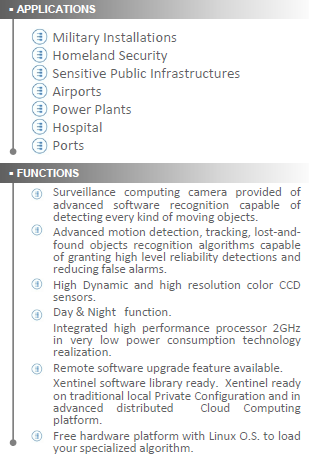 APPLICATIONS
Military Installations
Homeland Security
Sensitive Public Infrastructures
Airports
Power Plants
Hospital
Ports
FUNCTIONS
Surveillance computing camera provided of
advanced software recognition capable of
detecting every kind of moving objects.
Advanced motion detection, tracking, lost-and-
found objects recognition algorithms capable
of granting high level reliability detections and
reducing false alarms.
High Dynamic and high resolution color CCD
sensors.
Day & Night function.
Integrated high performance processor 2GHz
in very low power consumption technology
realization.
Remote software upgrade feature available.
Xentinel software library ready. Xentinel ready
on traditional local Private Configuration and in
advanced distributed Cloud Computing
platform.
Free hardware platform with Linux O.S. to load
your specialized algorithm.